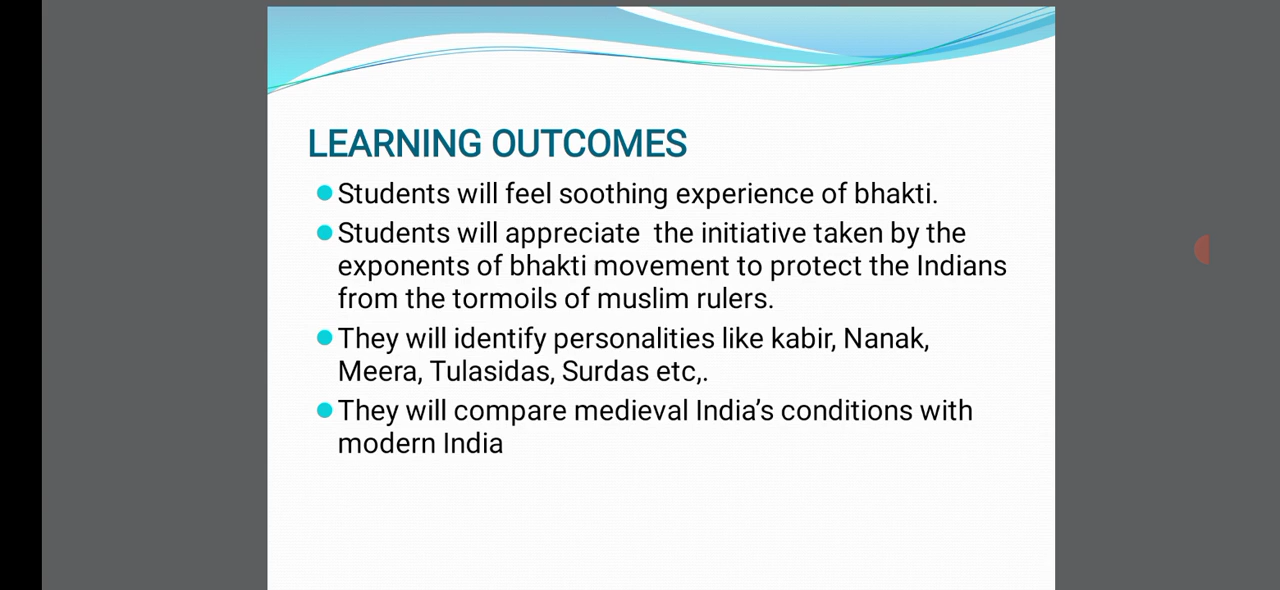 LEARNING OUTCOMES
Students will feel soothing experience of bhakti.
Students will appreciate  the initiative taken by the
exponents of bhakti movement to protect the Indians
from the tormoils of muslim rulers.
They will identify personalities like kabir, Nanak,
Meera, Tulasidas, Surdas etc,.
They will compare medieval India’s conditions with
modern India